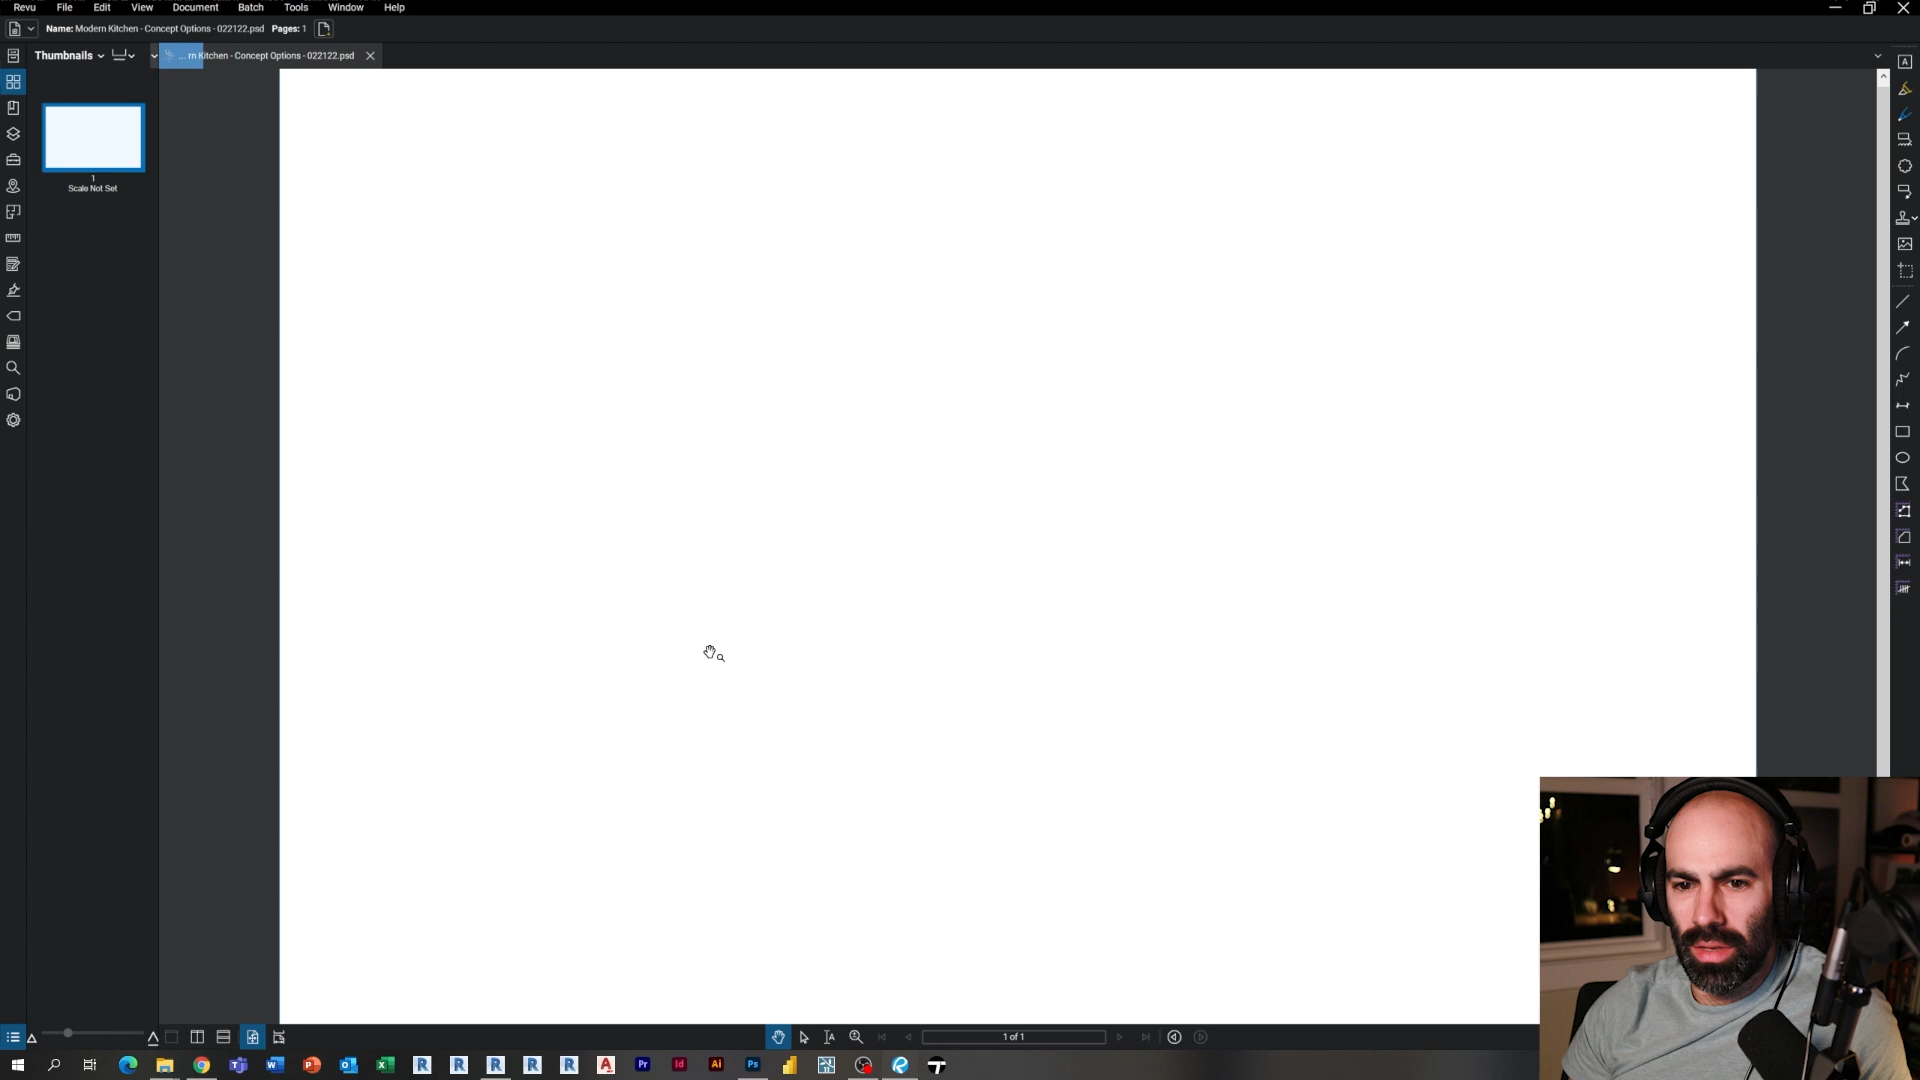 Revu File Edit View Document Batch Tools Window Help
Name: Modern Kitchen - Concept Options - 022122.psd Pages: 1
Thumbnails
... rn Kitchen - Concept Options - 022122.psd
1
Scale Not Set
1 of 1